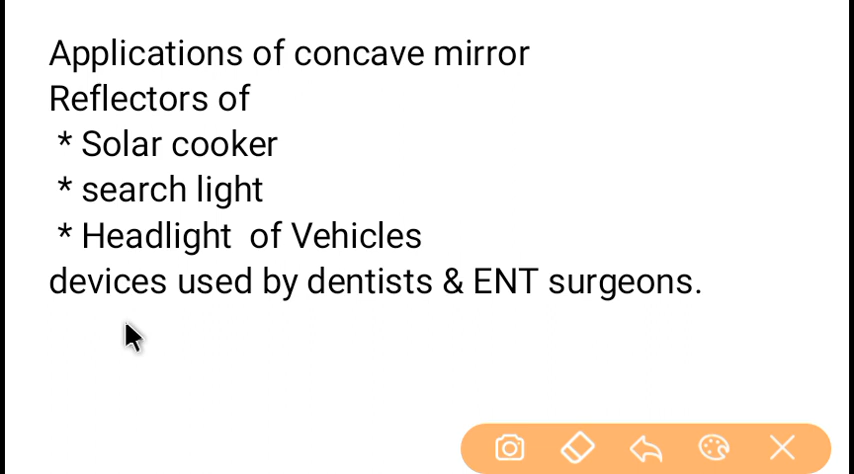 Applications of concave mirror
Reflectors of
* Solar cooker
* search light
* Headlight  of Vehicles
devices used by dentists & ENT surgeons.